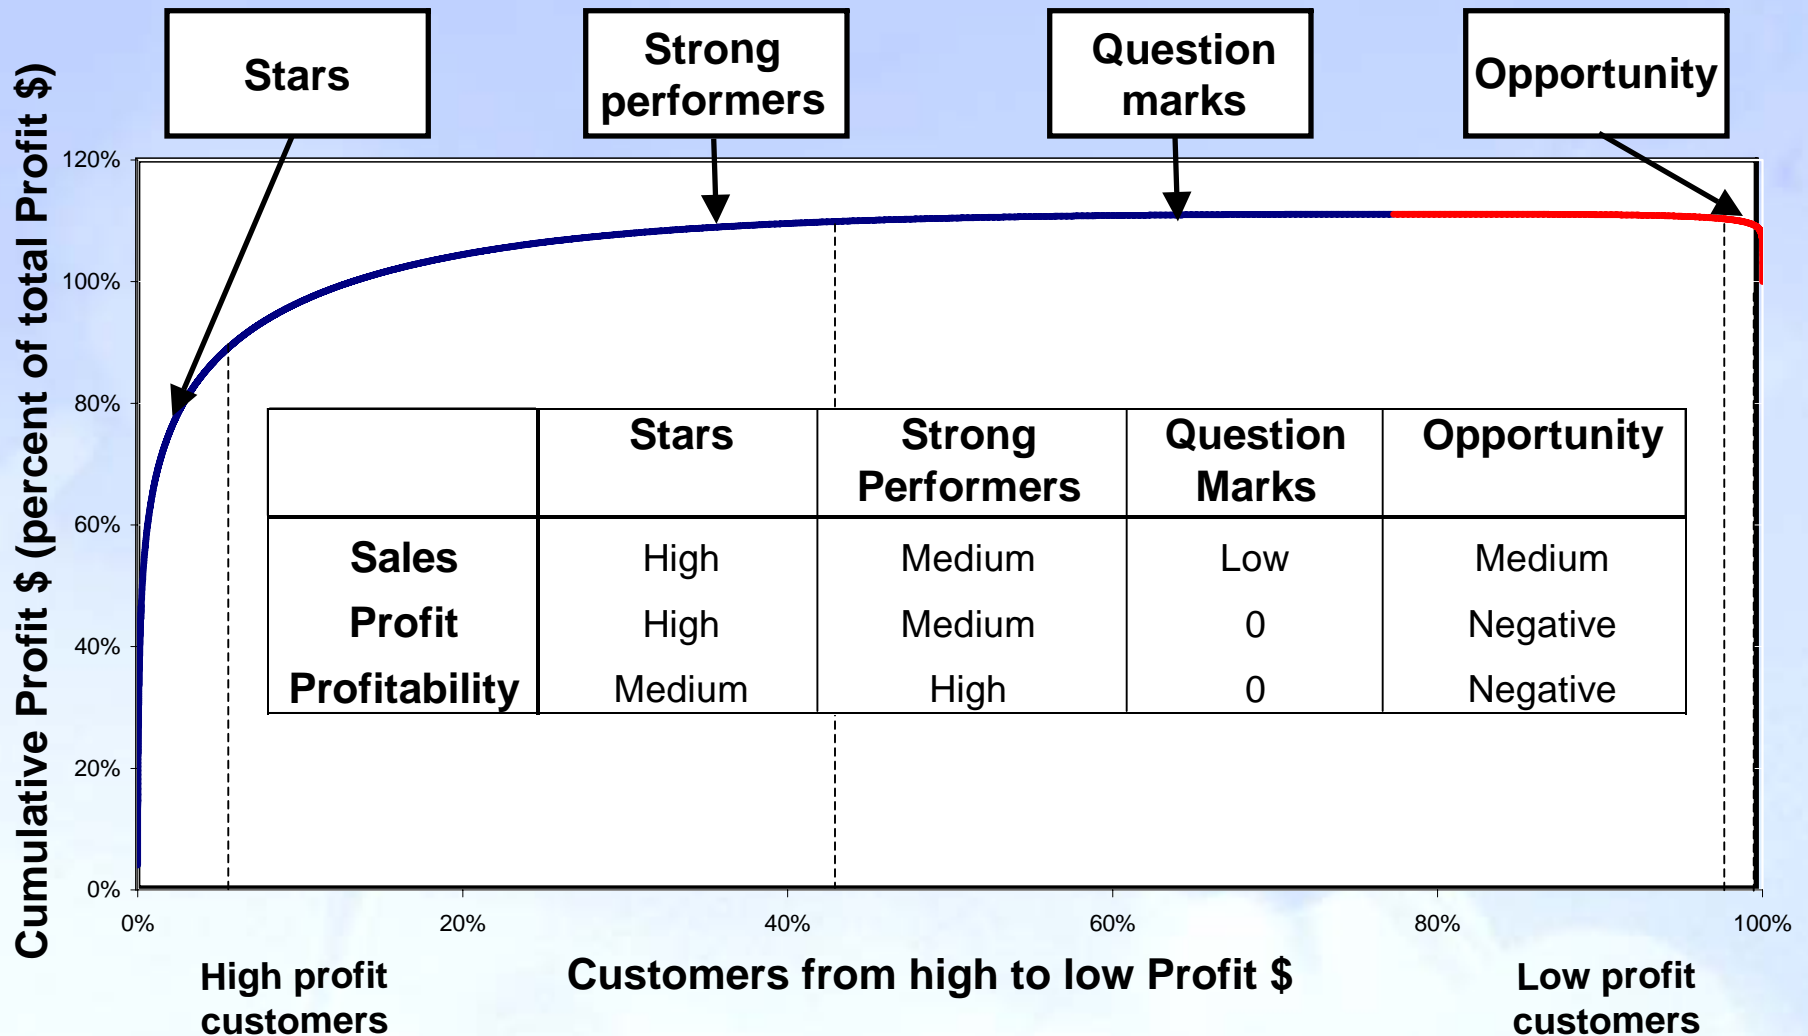 Stars
Strong
performers
Question
marks
Opportunity
Cumulative Profit $ (percent of total Profit $)
120%
100%
80%
60%
40%
20%
0%
Stars Strong Question Opportunity
Performers Marks
Sales High Medium Low Medium
Profit High Medium 0 Negative
Profitability Medium High 0 Negative
0% 20% 40% 60% 80% 100%
High profit
customers
Customers from high to low Profit $
Low profit
customers